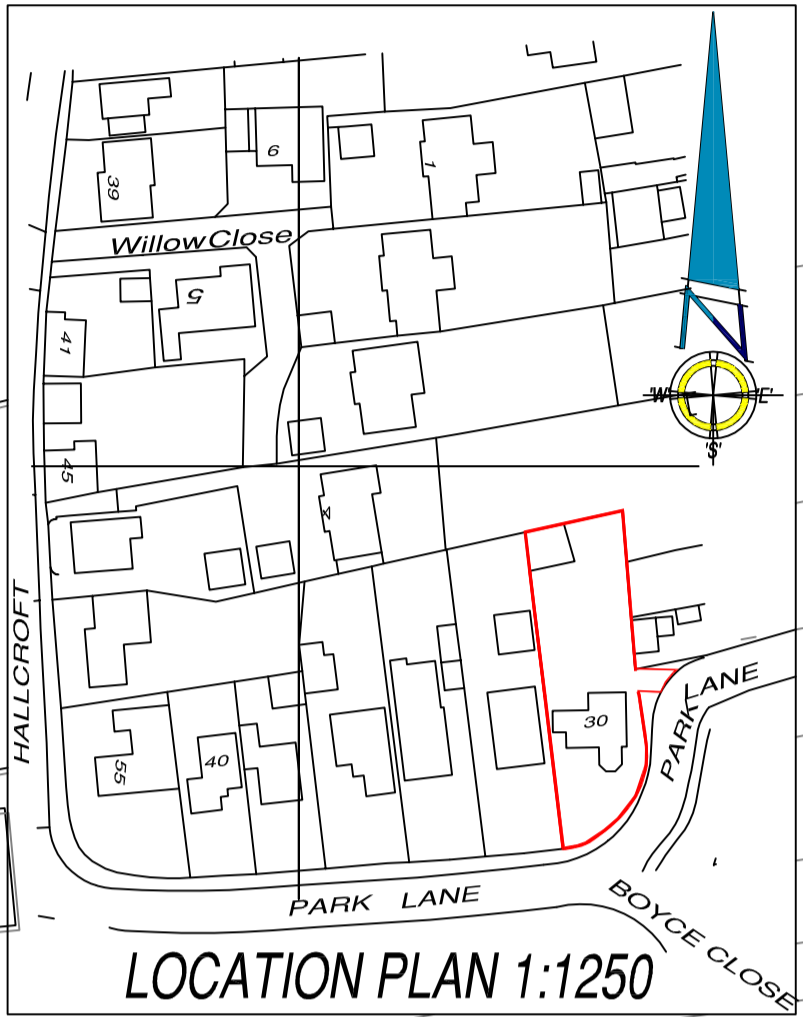 39
6
1
Willow Close
5
41
45
'W'
'E'
'S'
HALLCROFT
55
40
30
PARK LANE
PARK LANE
BOYCE CLOSE
LOCATION PLAN 1:1250